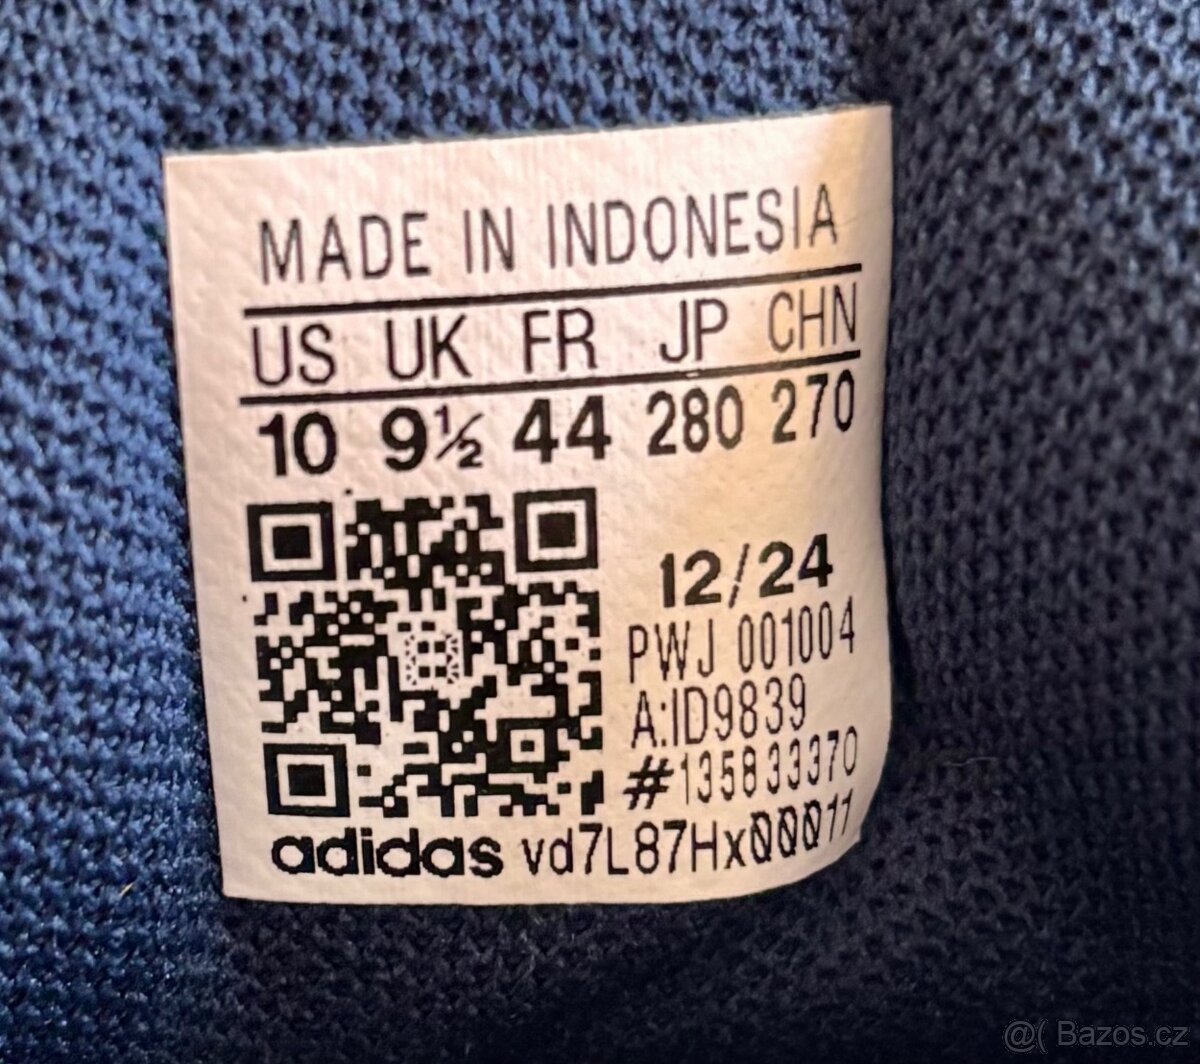 MADE IN INDONESIA
US UK FR JP CHN
10 9½ 44 280 270
12/24
PWJ 001004
A:ID9839
#135833370
adidas vd7L87Hx00011
@( Bazos.cz